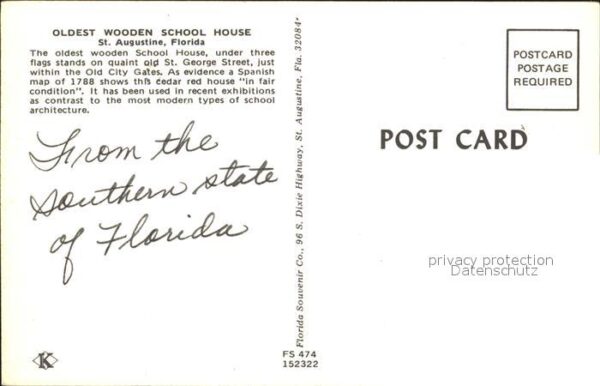 OLDEST WOODEN SCHOOL HOUSE
St. Augustine, Florida
The oldest wooden School House, under three
flags stands on quaint old St. George Street, just
within the Old City Gates. As evidence a Spanish
map of 1788 shows this cedar red house "in fair
condition". It has been used in recent exhibitions
as contrast to the most modern types of school
architecture.
From the
southern state
of Florida
K
Florida Souvenir Co., 96 S. Dixie Highway, St. Augustine, Fla. 32084
FS 474
152322
POSTCARD
POSTAGE
REQUIRED
POST CARD
privacy protection
Datenschutz